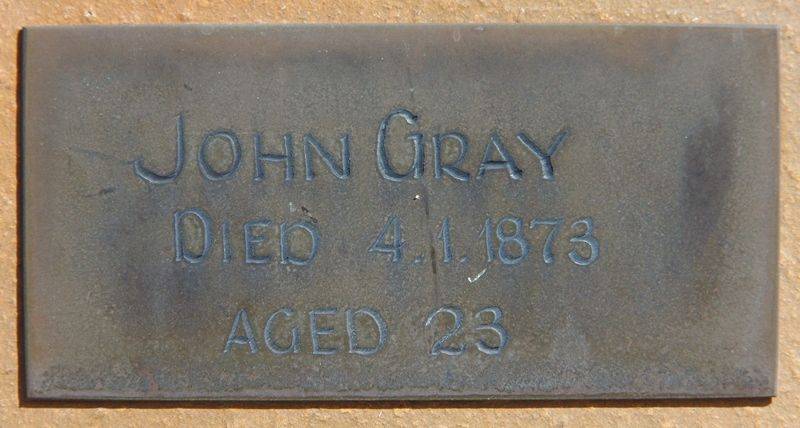 John Gray
Died 4.1.1873
Aged 23